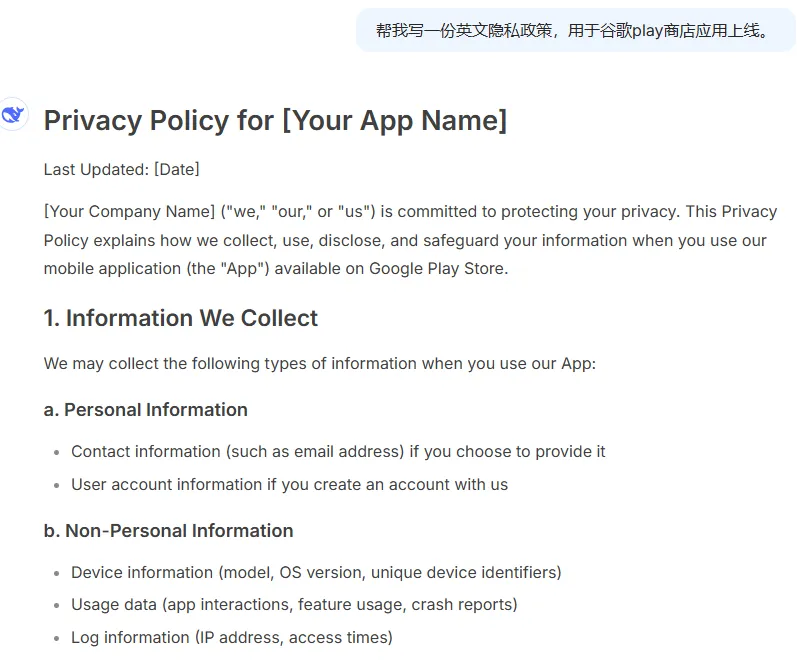 帮我写一份英文隐私政策，用于谷歌play商店应用上线。
Privacy Policy for [Your App Name]
Last Updated: [Date]
[Your Company Name] ("we," "our," or "us") is committed to protecting your privacy. This Privacy
Policy explains how we collect, use, disclose, and safeguard your information when you use our
mobile application (the "App") available on Google Play Store.
1. Information We Collect
We may collect the following types of information when you use our App:
a. Personal Information
• Contact information (such as email address) if you choose to provide it
• User account information if you create an account with us
b. Non-Personal Information
• Device information (model, OS version, unique device identifiers)
• Usage data (app interactions, feature usage, crash reports)
• Log information (IP address, access times)